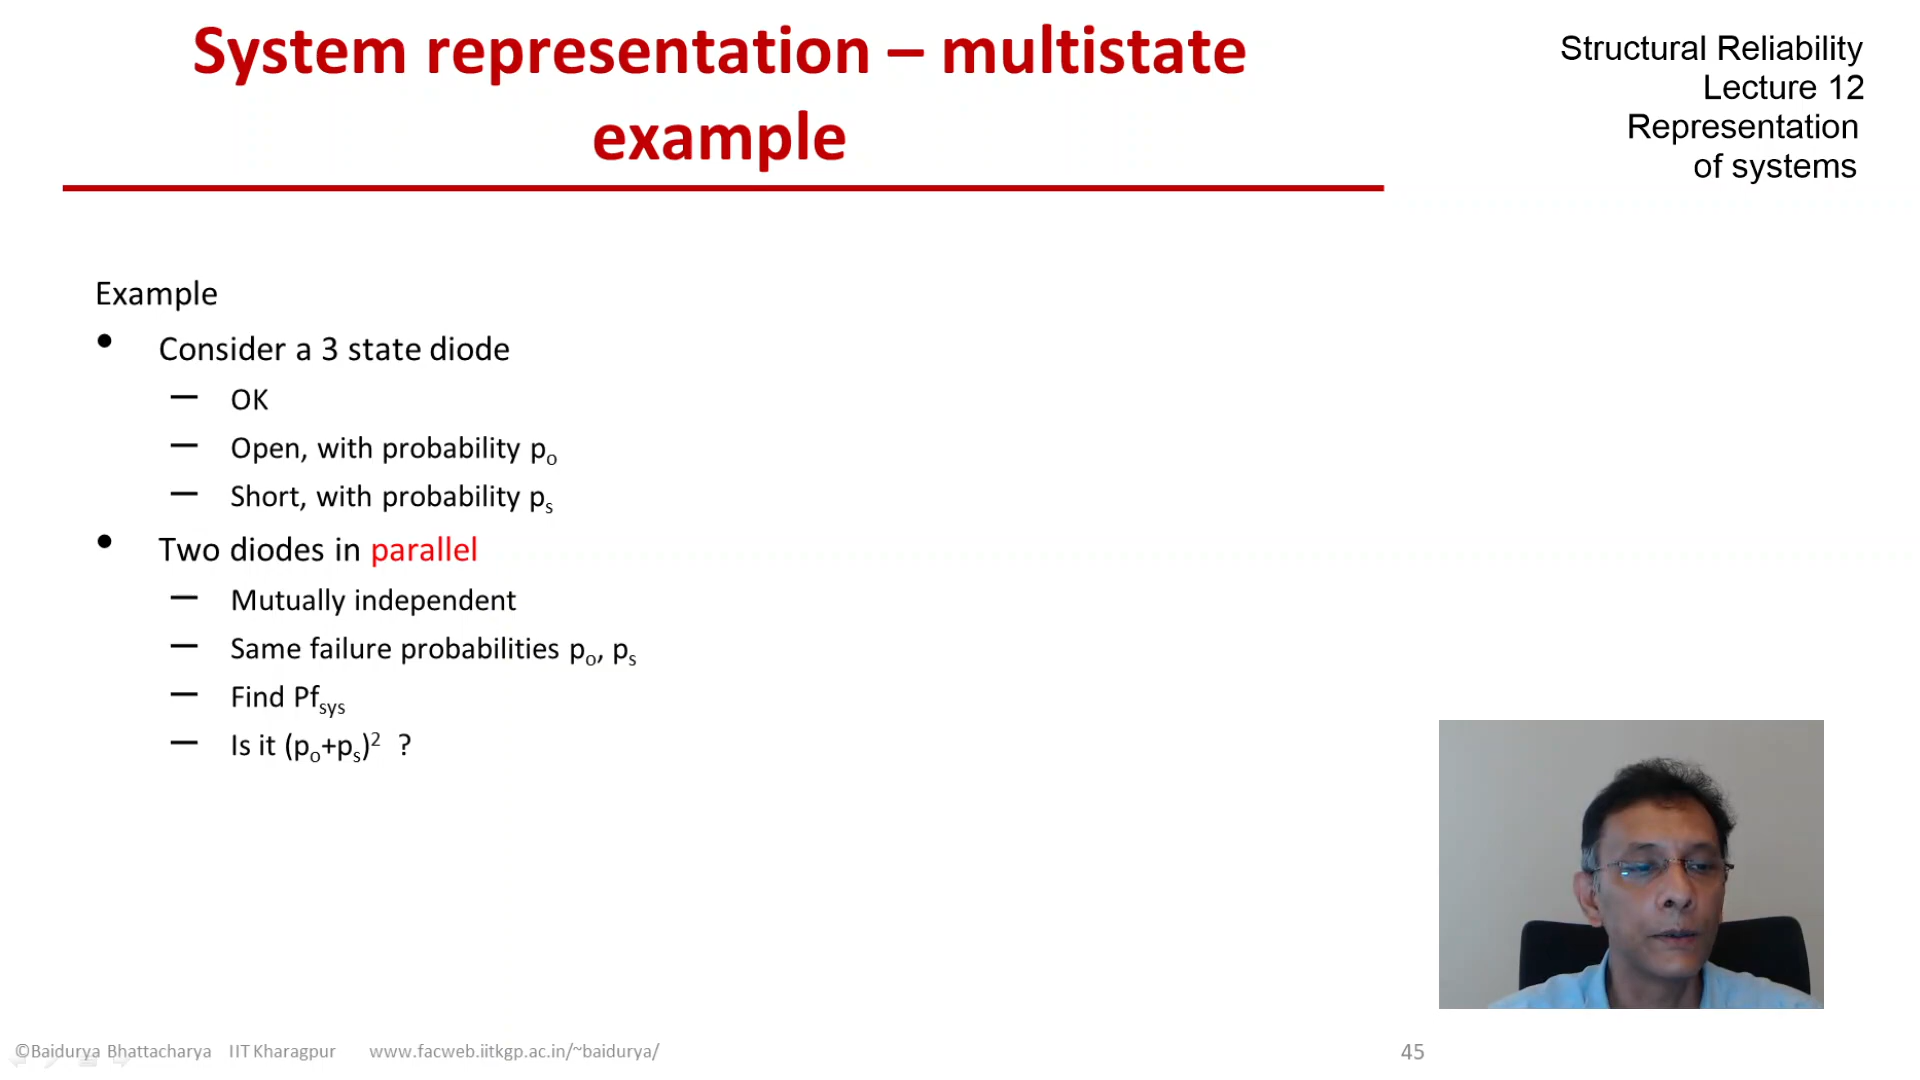 System representation – multistate
example
Structural Reliability
Lecture 12
Representation
of systems
Example
• Consider a 3 state diode
— OK
— Open, with probability pₒ
— Short, with probability pₛ
• Two diodes in parallel
— Mutually independent
— Same failure probabilities pₒ, pₛ
— Find Pfsys
— Is it (pₒ+pₛ)² ?
©Baidurya Bhattacharya IIT Kharagpur www.facweb.iitkgp.ac.in/~baidurya/ 45